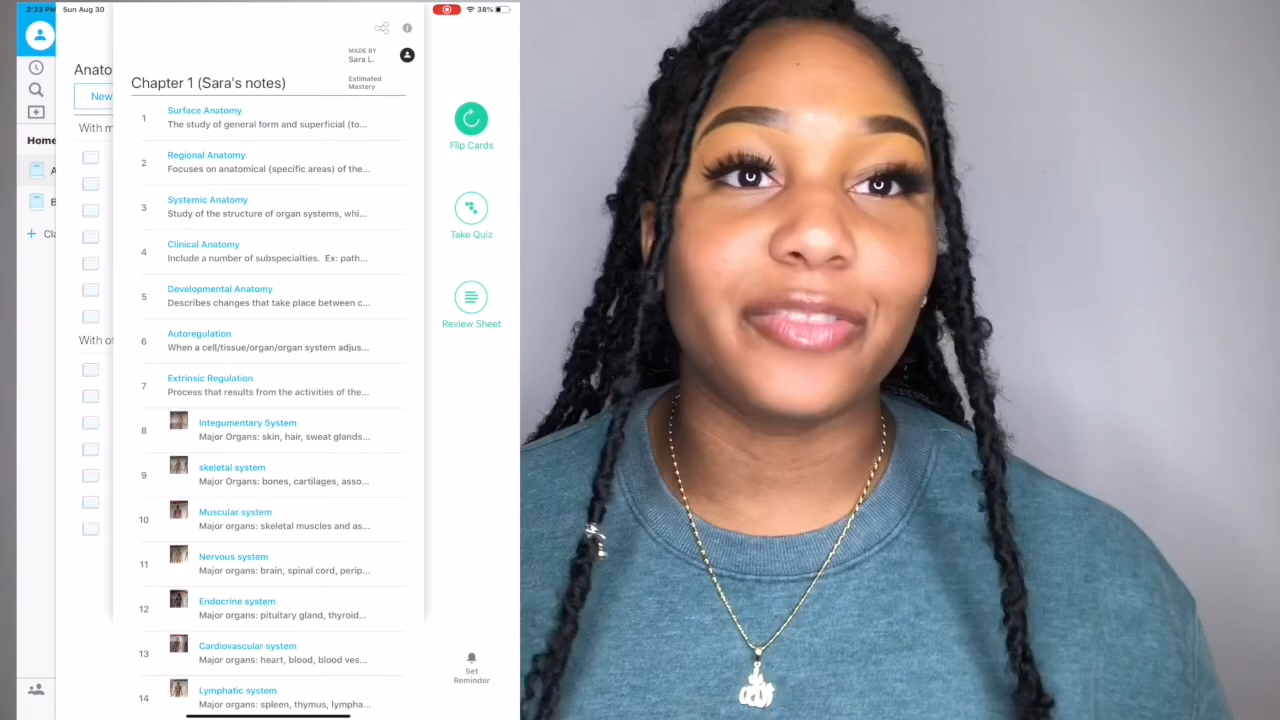 2:33 PM Sun Aug 30
38%
MADE BY
Sara L.
Chapter 1 (Sara's notes)
Estimated
Mastery
Anato
New
With m
Home
A
B
Cla
With ot
1
Surface Anatomy
The study of general form and superficial (to...
2
Regional Anatomy
Focuses on anatomical (specific areas) of the...
3
Systemic Anatomy
Study of the structure of organ systems, whi...
4
Clinical Anatomy
Include a number of subspecialties. Ex: path...
5
Developmental Anatomy
Describes changes that take place between c...
6
Autoregulation
When a cell/tissue/organ/organ system adjus...
7
Extrinsic Regulation
Process that results from the activities of the...
8
Integumentary System
Major Organs: skin, hair, sweat glands...
9
skeletal system
Major Organs: bones, cartilages, asso...
10
Muscular system
Major organs: skeletal muscles and as...
11
Nervous system
Major organs: brain, spinal cord, perip...
12
Endocrine system
Major organs: pituitary gland, thyroid...
13
Cardiovascular system
Major organs: heart, blood, blood ves...
14
Lymphatic system
Major organs: spleen, thymus, lympha...
Flip Cards
Take Quiz
Review Sheet
Set
Reminder
الله